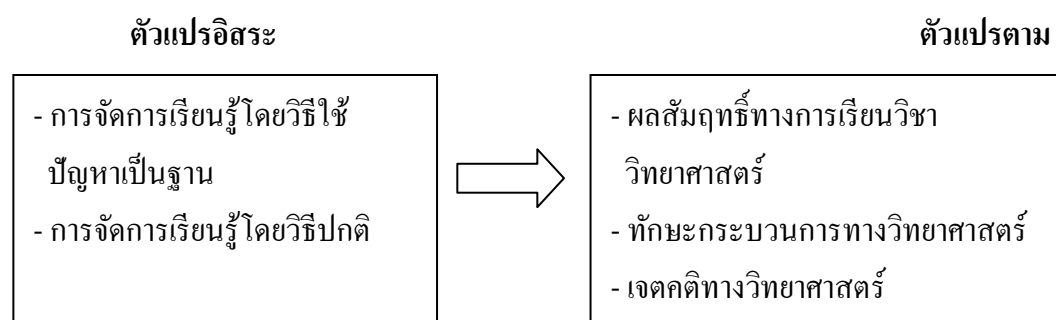 ตัวแปรอิสระ
ตัวแปรตาม
- การจัดการเรียนรู้โดยวิธีใช้
ปัญหาเป็นฐาน
- การจัดการเรียนรู้โดยวิธีปกติ
- ผลสัมฤทธิ์ทางการเรียนวิชา
วิทยาศาสตร์
- ทักษะกระบวนการทางวิทยาศาสตร์
- เจตคติทางวิทยาศาสตร์